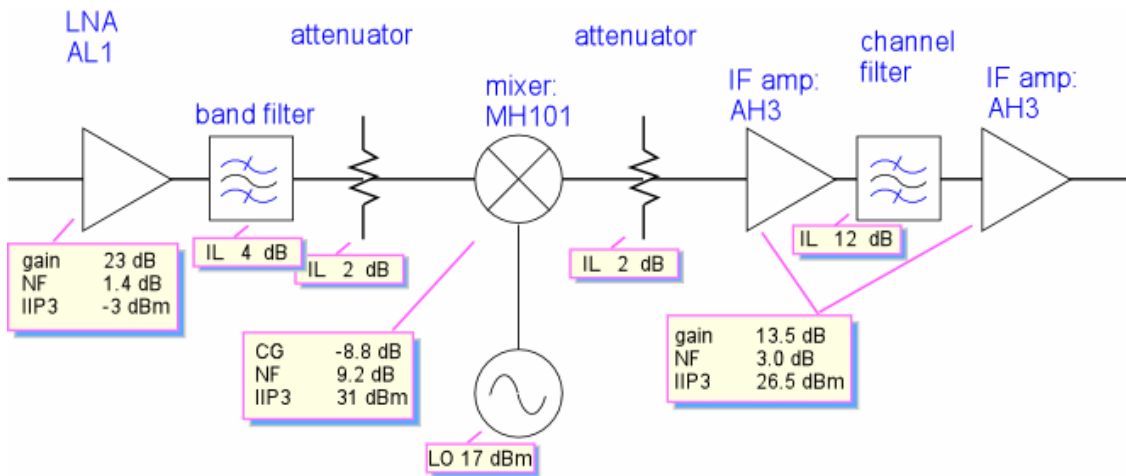 LNA
AL1
attenuator
attenuator
channel
filter
mixer:
MH101
IF amp:
AH3
IF amp:
AH3
band filter
IL 4 dB
IL 2 dB
IL 2 dB
IL 12 dB
gain 23 dB
NF 1.4 dB
IIP3 -3 dBm
CG -8.8 dB
NF 9.2 dB
IIP3 31 dBm
gain 13.5 dB
NF 3.0 dB
IIP3 26.5 dBm
LO 17 dBm